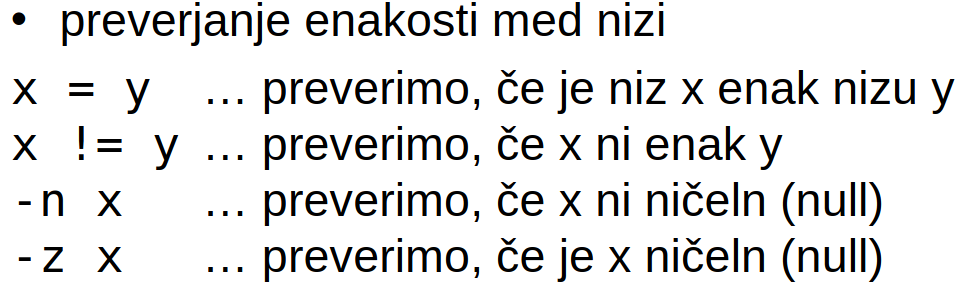 • preverjanje enakosti med nizi
x = y ... preverimo, če je niz x enak nizu y
x != y ... preverimo, če x ni enak y
-n x ... preverimo, če x ni ničeln (null)
-z x ... preverimo, če je x ničeln (null)